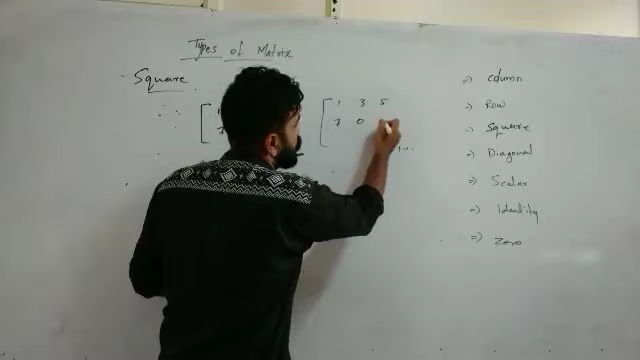 Types of Matrix
Square
1 3 5
7 0
=> Column
=> Row
=> Square
=> Diagonal
=> Scalar
=> Identity
=> Zero